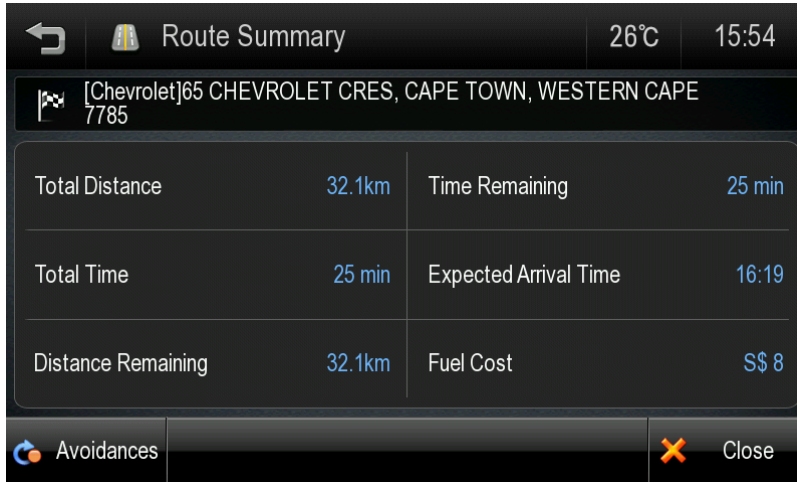 Route Summary
26℃
15:54
[Chevrolet]65 CHEVROLET CRES, CAPE TOWN, WESTERN CAPE
7785
Total Distance
32.1km
Time Remaining
25 min
Total Time
25 min
Expected Arrival Time
16:19
Distance Remaining
32.1km
Fuel Cost
S$ 8
Avoidances
Close